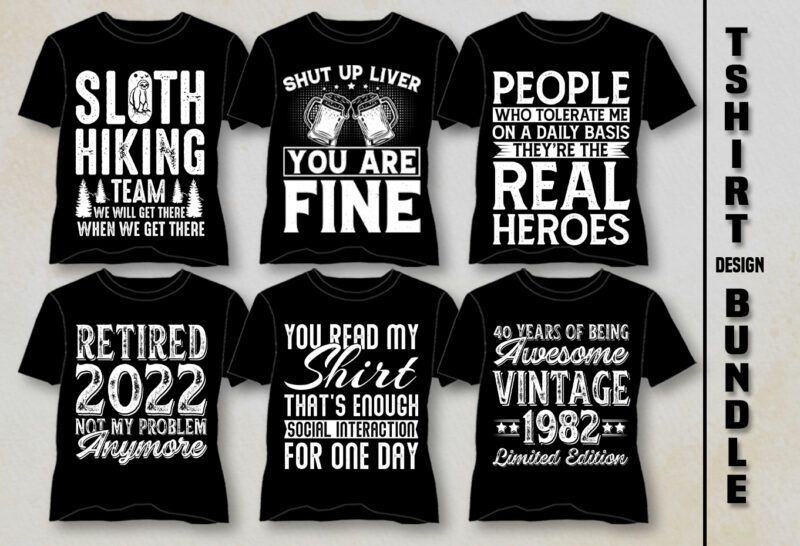 SLOTH
HIKING
TEAM
WE WILL GET THERE
WHEN WE GET THERE
SHUT UP LIVER
YOU ARE
FINE
PEOPLE
WHO TOLERATE ME
ON A DAILY BASIS
THEY'RE THE
REAL
HEROES
RETIRED
2022
NOT MY PROBLEM
Anymore
YOU READ MY
Shirt
THAT'S ENOUGH
SOCIAL INTERACTION
FOR ONE DAY
40 YEARS OF BEING
Awesome
VINTAGE
1982
Limited Edition
TSHIRT
DESIGN
BUNDLE